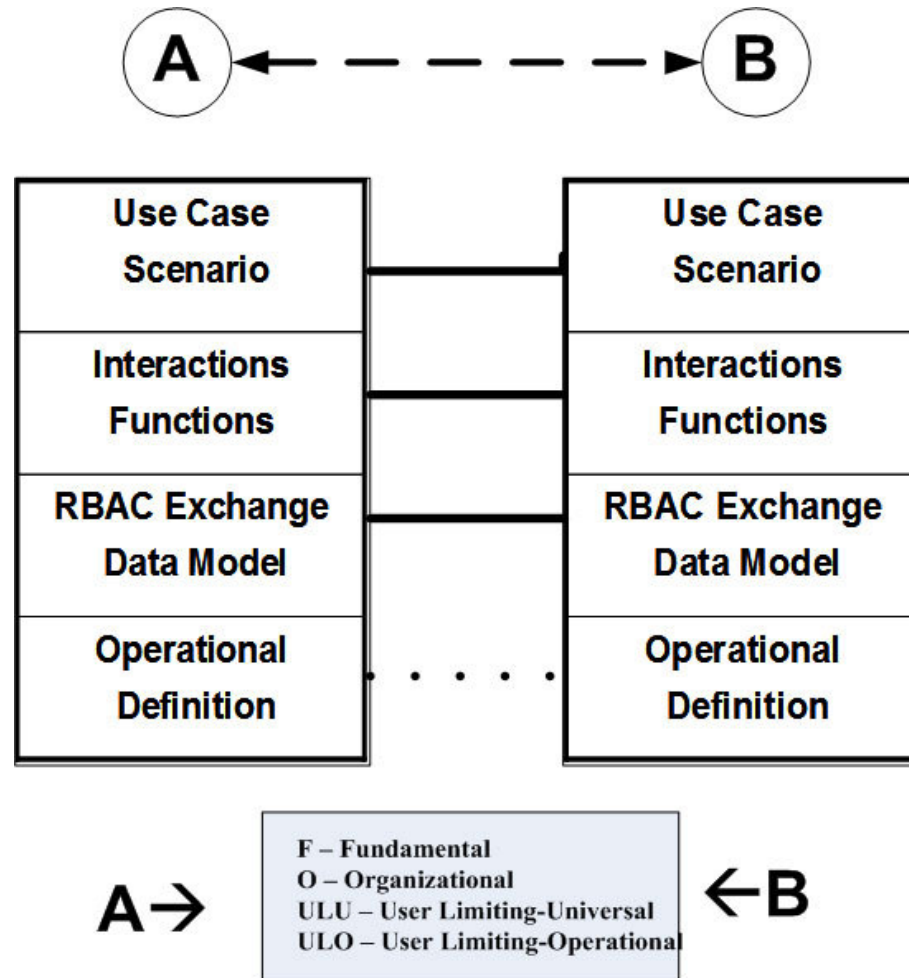 A
B
Use Case
Scenario
Interactions
Functions
RBAC Exchange
Data Model
Operational
Definition
Use Case
Scenario
Interactions
Functions
RBAC Exchange
Data Model
Operational
Definition
A→
F – Fundamental
O – Organizational
ULU – User Limiting-Universal
ULO – User Limiting-Operational
←B